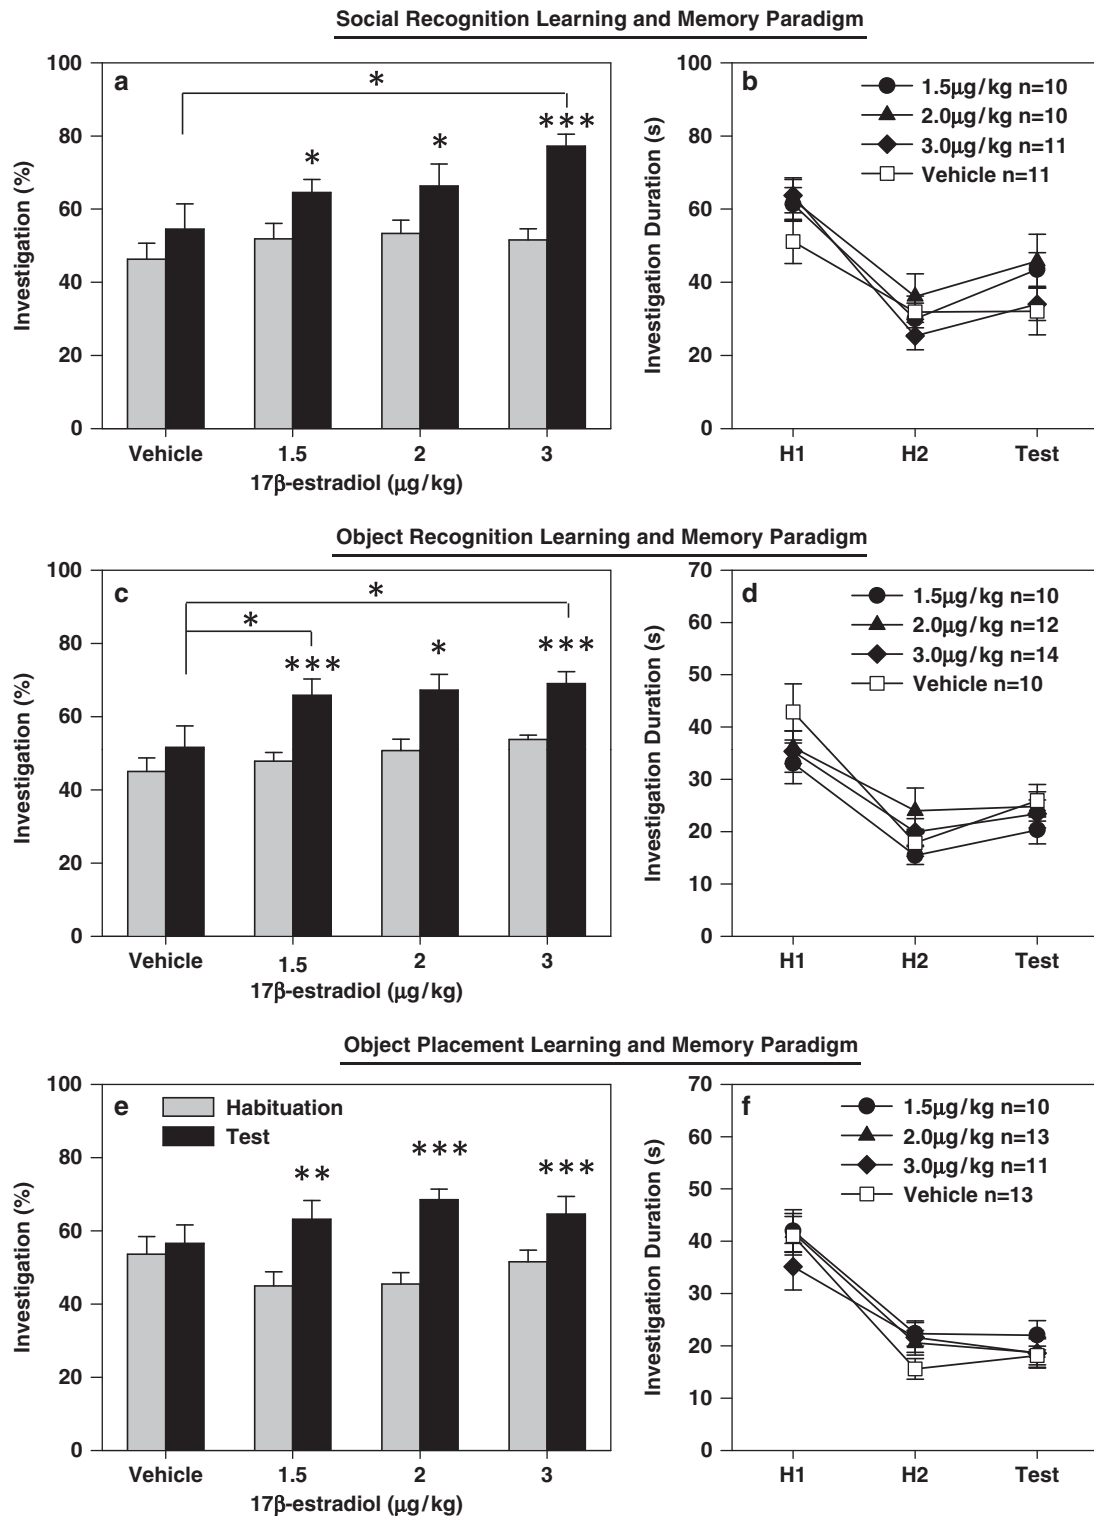 Social Recognition Learning and Memory Paradigm
a
Investigation (%)
100
80
60
40
20
0
*
*
*
***
Vehicle
1.5
2
3
17β-estradiol (μg/kg)
b
Investigation Duration (s)
100
80
60
40
20
0
1.5μg/kg n=10
2.0μg/kg n=10
3.0μg/kg n=11
Vehicle n=11
H1
H2
Test
Object Recognition Learning and Memory Paradigm
c
Investigation (%)
100
80
60
40
20
0
*
*
***
*
***
Vehicle
1.5
2
3
17β-estradiol (μg/kg)
d
Investigation Duration (s)
70
60
50
40
30
20
10
0
1.5μg/kg n=10
2.0μg/kg n=12
3.0μg/kg n=14
Vehicle n=10
H1
H2
Test
Object Placement Learning and Memory Paradigm
e
Investigation (%)
100
80
60
40
20
0
Habituation
Test
**
***
***
Vehicle
1.5
2
3
17β-estradiol (μg/kg)
f
Investigation Duration (s)
70
60
50
40
30
20
10
0
1.5μg/kg n=10
2.0μg/kg n=13
3.0μg/kg n=11
Vehicle n=13
H1
H2
Test